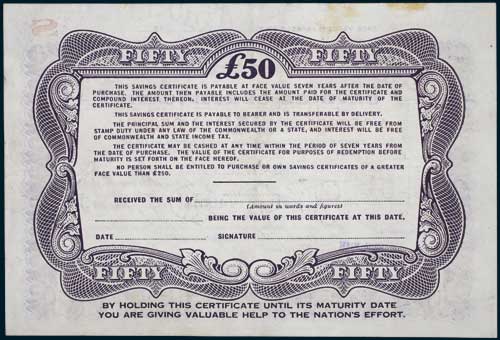 FIFTY FIFTY
£50
THIS SAVINGS CERTIFICATE IS PAYABLE AT FACE VALUE SEVEN YEARS AFTER THE DATE OF
PURCHASE. THE AMOUNT THEN PAYABLE INCLUDES THE AMOUNT PAID FOR THE CERTIFICATE AND
COMPOUND INTEREST THEREON. INTEREST WILL CEASE AT THE DATE OF MATURITY OF THE
CERTIFICATE.
THIS SAVINGS CERTIFICATE IS PAYABLE TO BEARER AND IS TRANSFERABLE BY DELIVERY.
THE PRINCIPAL SUM AND THE INTEREST SECURED BY THE CERTIFICATE WILL BE FREE FROM
STAMP DUTY UNDER ANY LAW OF THE COMMONWEALTH OR A STATE, AND INTEREST WILL BE FREE
OF COMMONWEALTH AND STATE INCOME TAX.
THE CERTIFICATE MAY BE CASHED AT ANY TIME WITHIN THE PERIOD OF SEVEN YEARS FROM
THE DATE OF PURCHASE. THE VALUE OF THE CERTIFICATE FOR PURPOSES OF REDEMPTION BEFORE
MATURITY IS SET FORTH ON THE FACE HEREOF.
NO PERSON SHALL BE ENTITLED TO PURCHASE OR OWN SAVINGS CERTIFICATES OF A GREATER
FACE VALUE THAN £250.
RECEIVED THE SUM OF
(Amount in words and figures)
BEING THE VALUE OF THIS CERTIFICATE AT THIS DATE.
DATE SIGNATURE
FIFTY FIFTY
BY HOLDING THIS CERTIFICATE UNTIL ITS MATURITY DATE
YOU ARE GIVING VALUABLE HELP TO THE NATION'S EFFORT.